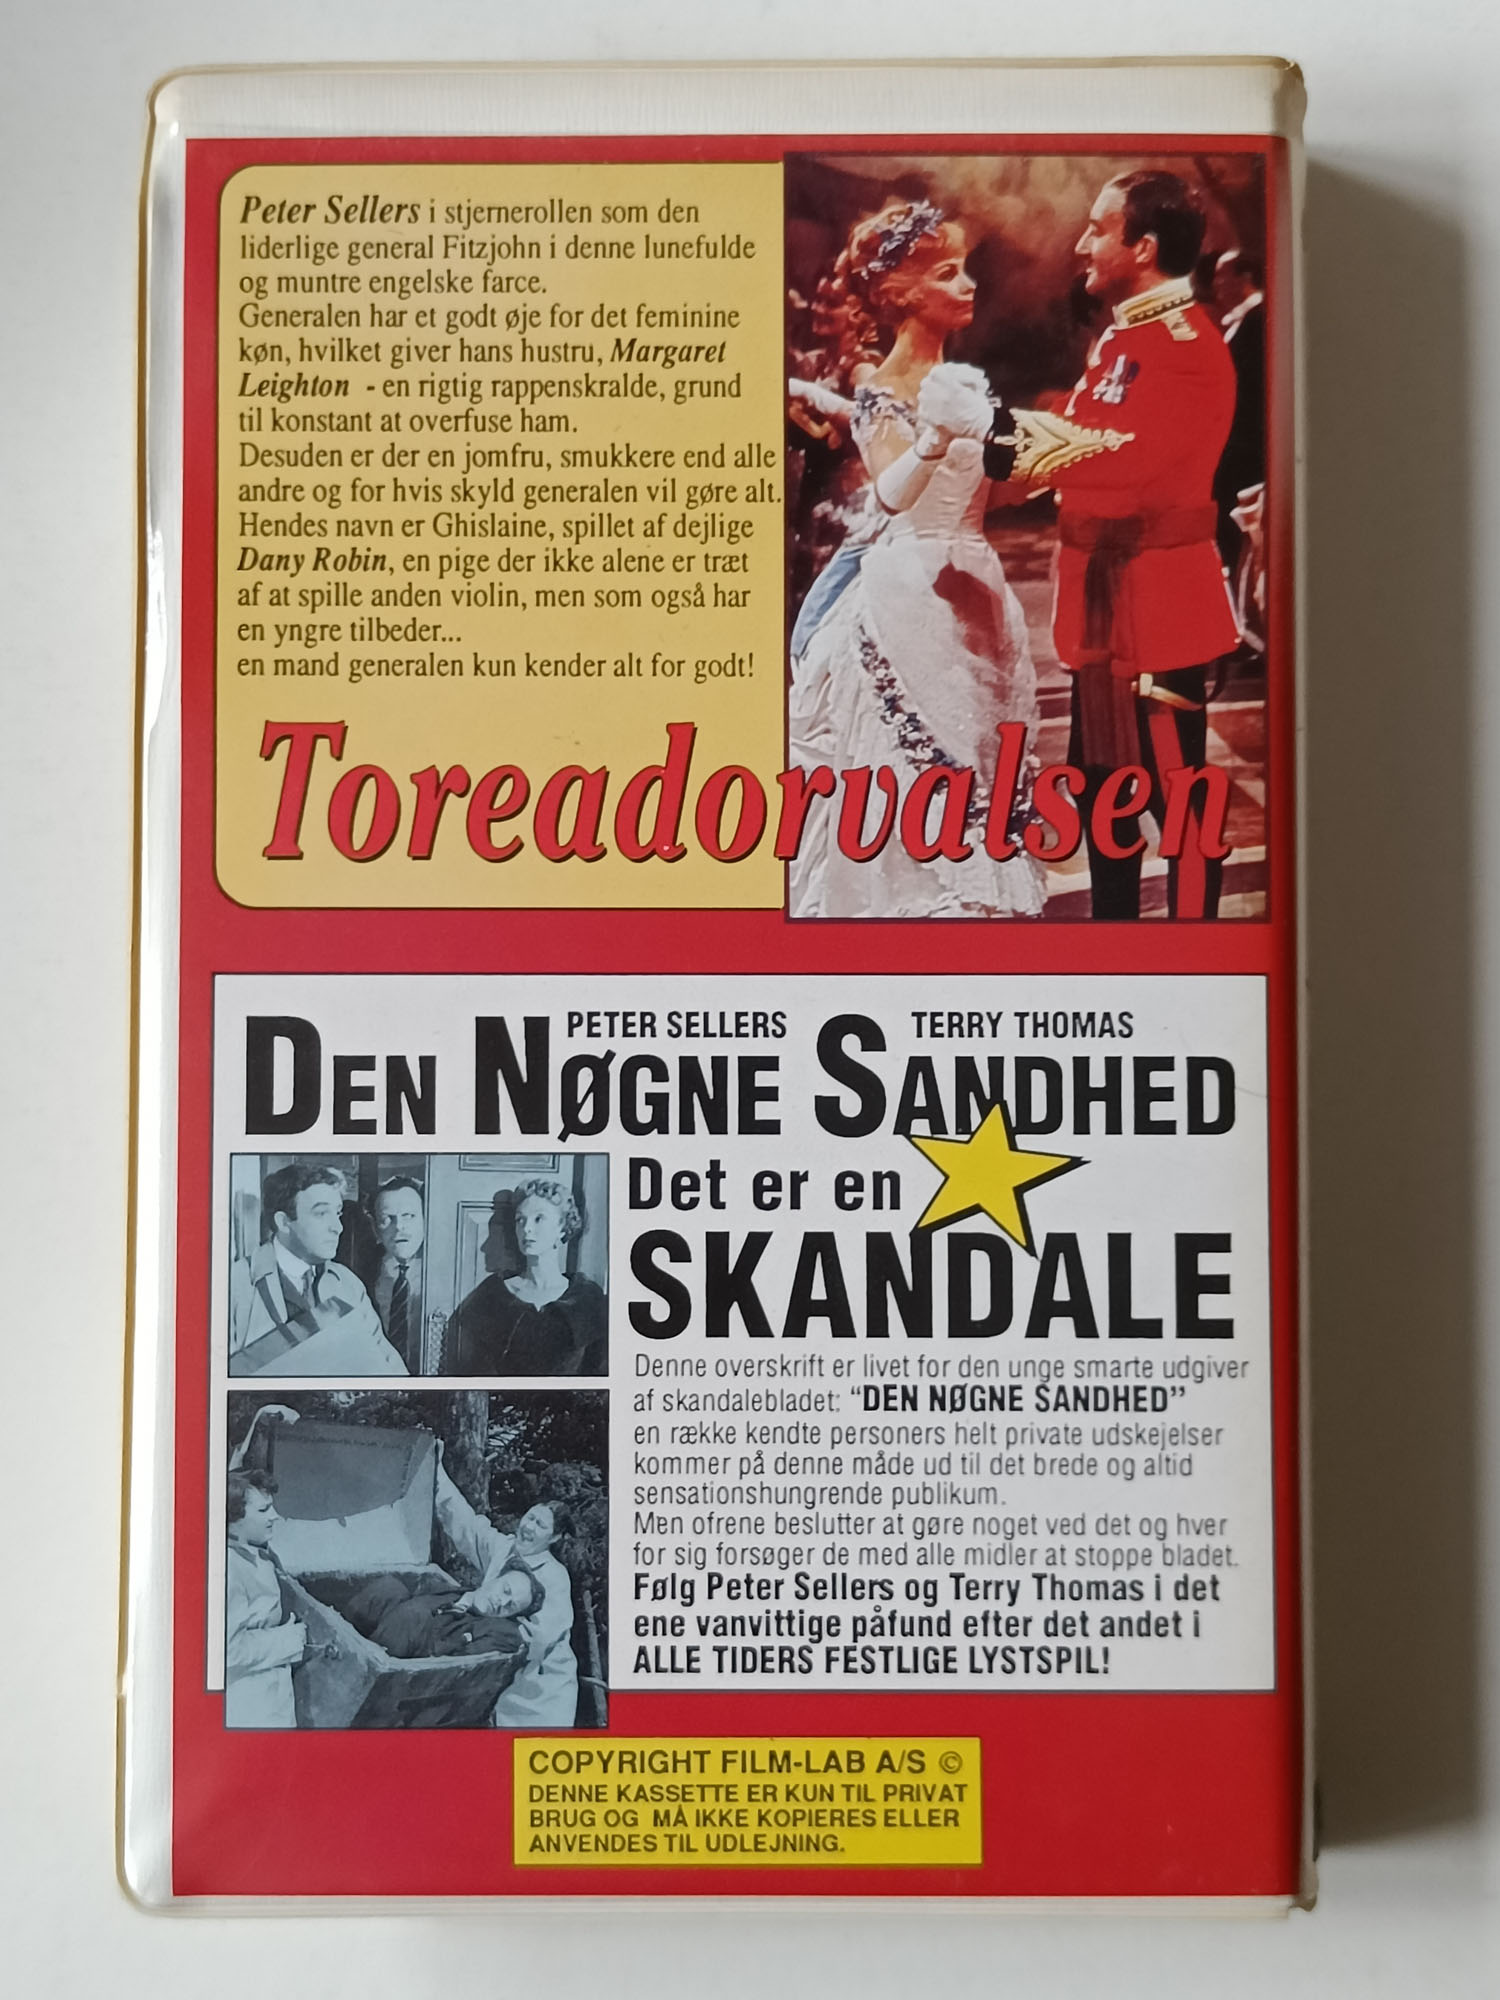 Peter Sellers i stjernerollen som den
liderlige general Fitzjohn i denne lunefulde
og muntre engelske farce.
Generalen har et godt øje for det feminine
køn, hvilket giver hans hustru, Margaret
Leighton - en rigtig rappenskralde, grund
til konstant at overfuse ham.
Desuden er der en jomfru, smukkere end alle
andre og for hvis skyld generalen vil gøre alt.
Hendes navn er Ghislaine, spillet af dejlige
Dany Robin, en pige der ikke alene er træt
af at spille anden violin, men som også har
en yngre tilbeder...
en mand generalen kun kender alt for godt!
Toreadorvalsen
PETER SELLERS TERRY THOMAS
DEN NØGNE SANDHED
Det er en
SKANDALE
Denne overskrift er livet for den unge smarte udgiver
af skandalebladet: “DEN NØGNE SANDHED”
en række kendte personers helt private udskejelser
kommer på denne måde ud til det brede og altid
sensationshungrende publikum.
Men ofrene beslutter at gøre noget ved det og hver
for sig forsøger de med alle midler at stoppe bladet.
Følg Peter Sellers og Terry Thomas i det
ene vanvittige påfund efter det andet i
ALLE TIDERS FESTLIGE LYSTSPIL!
COPYRIGHT FILM-LAB A/S ©
DENNE KASSETTE ER KUN TIL PRIVAT
BRUG OG MÅ IKKE KOPIERES ELLER
ANVENDES TIL UDLEJNING.